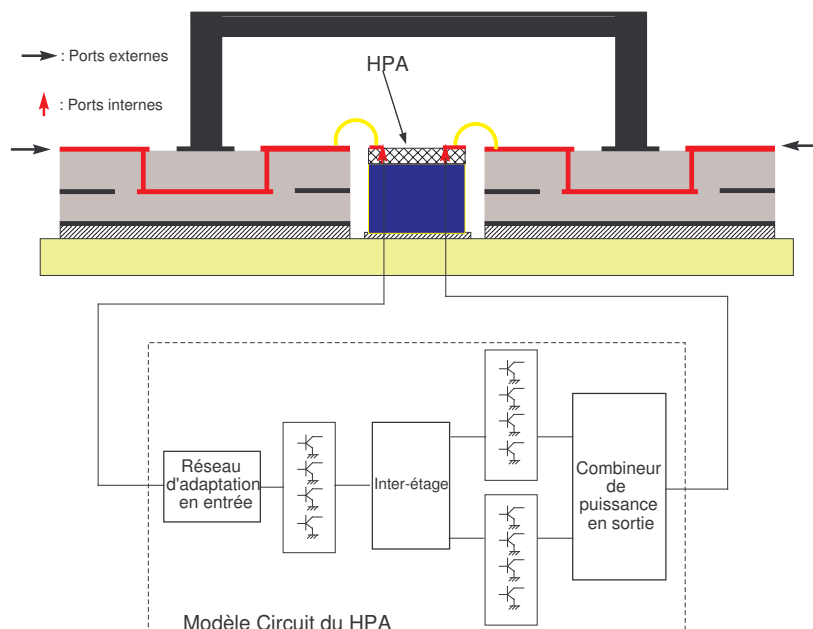 : Ports externes
HPA
: Ports internes
Réseau
d'adaptation
en entrée
Inter-étage
Combineur
de
puissance
en sortie
Modèle Circuit du HPA